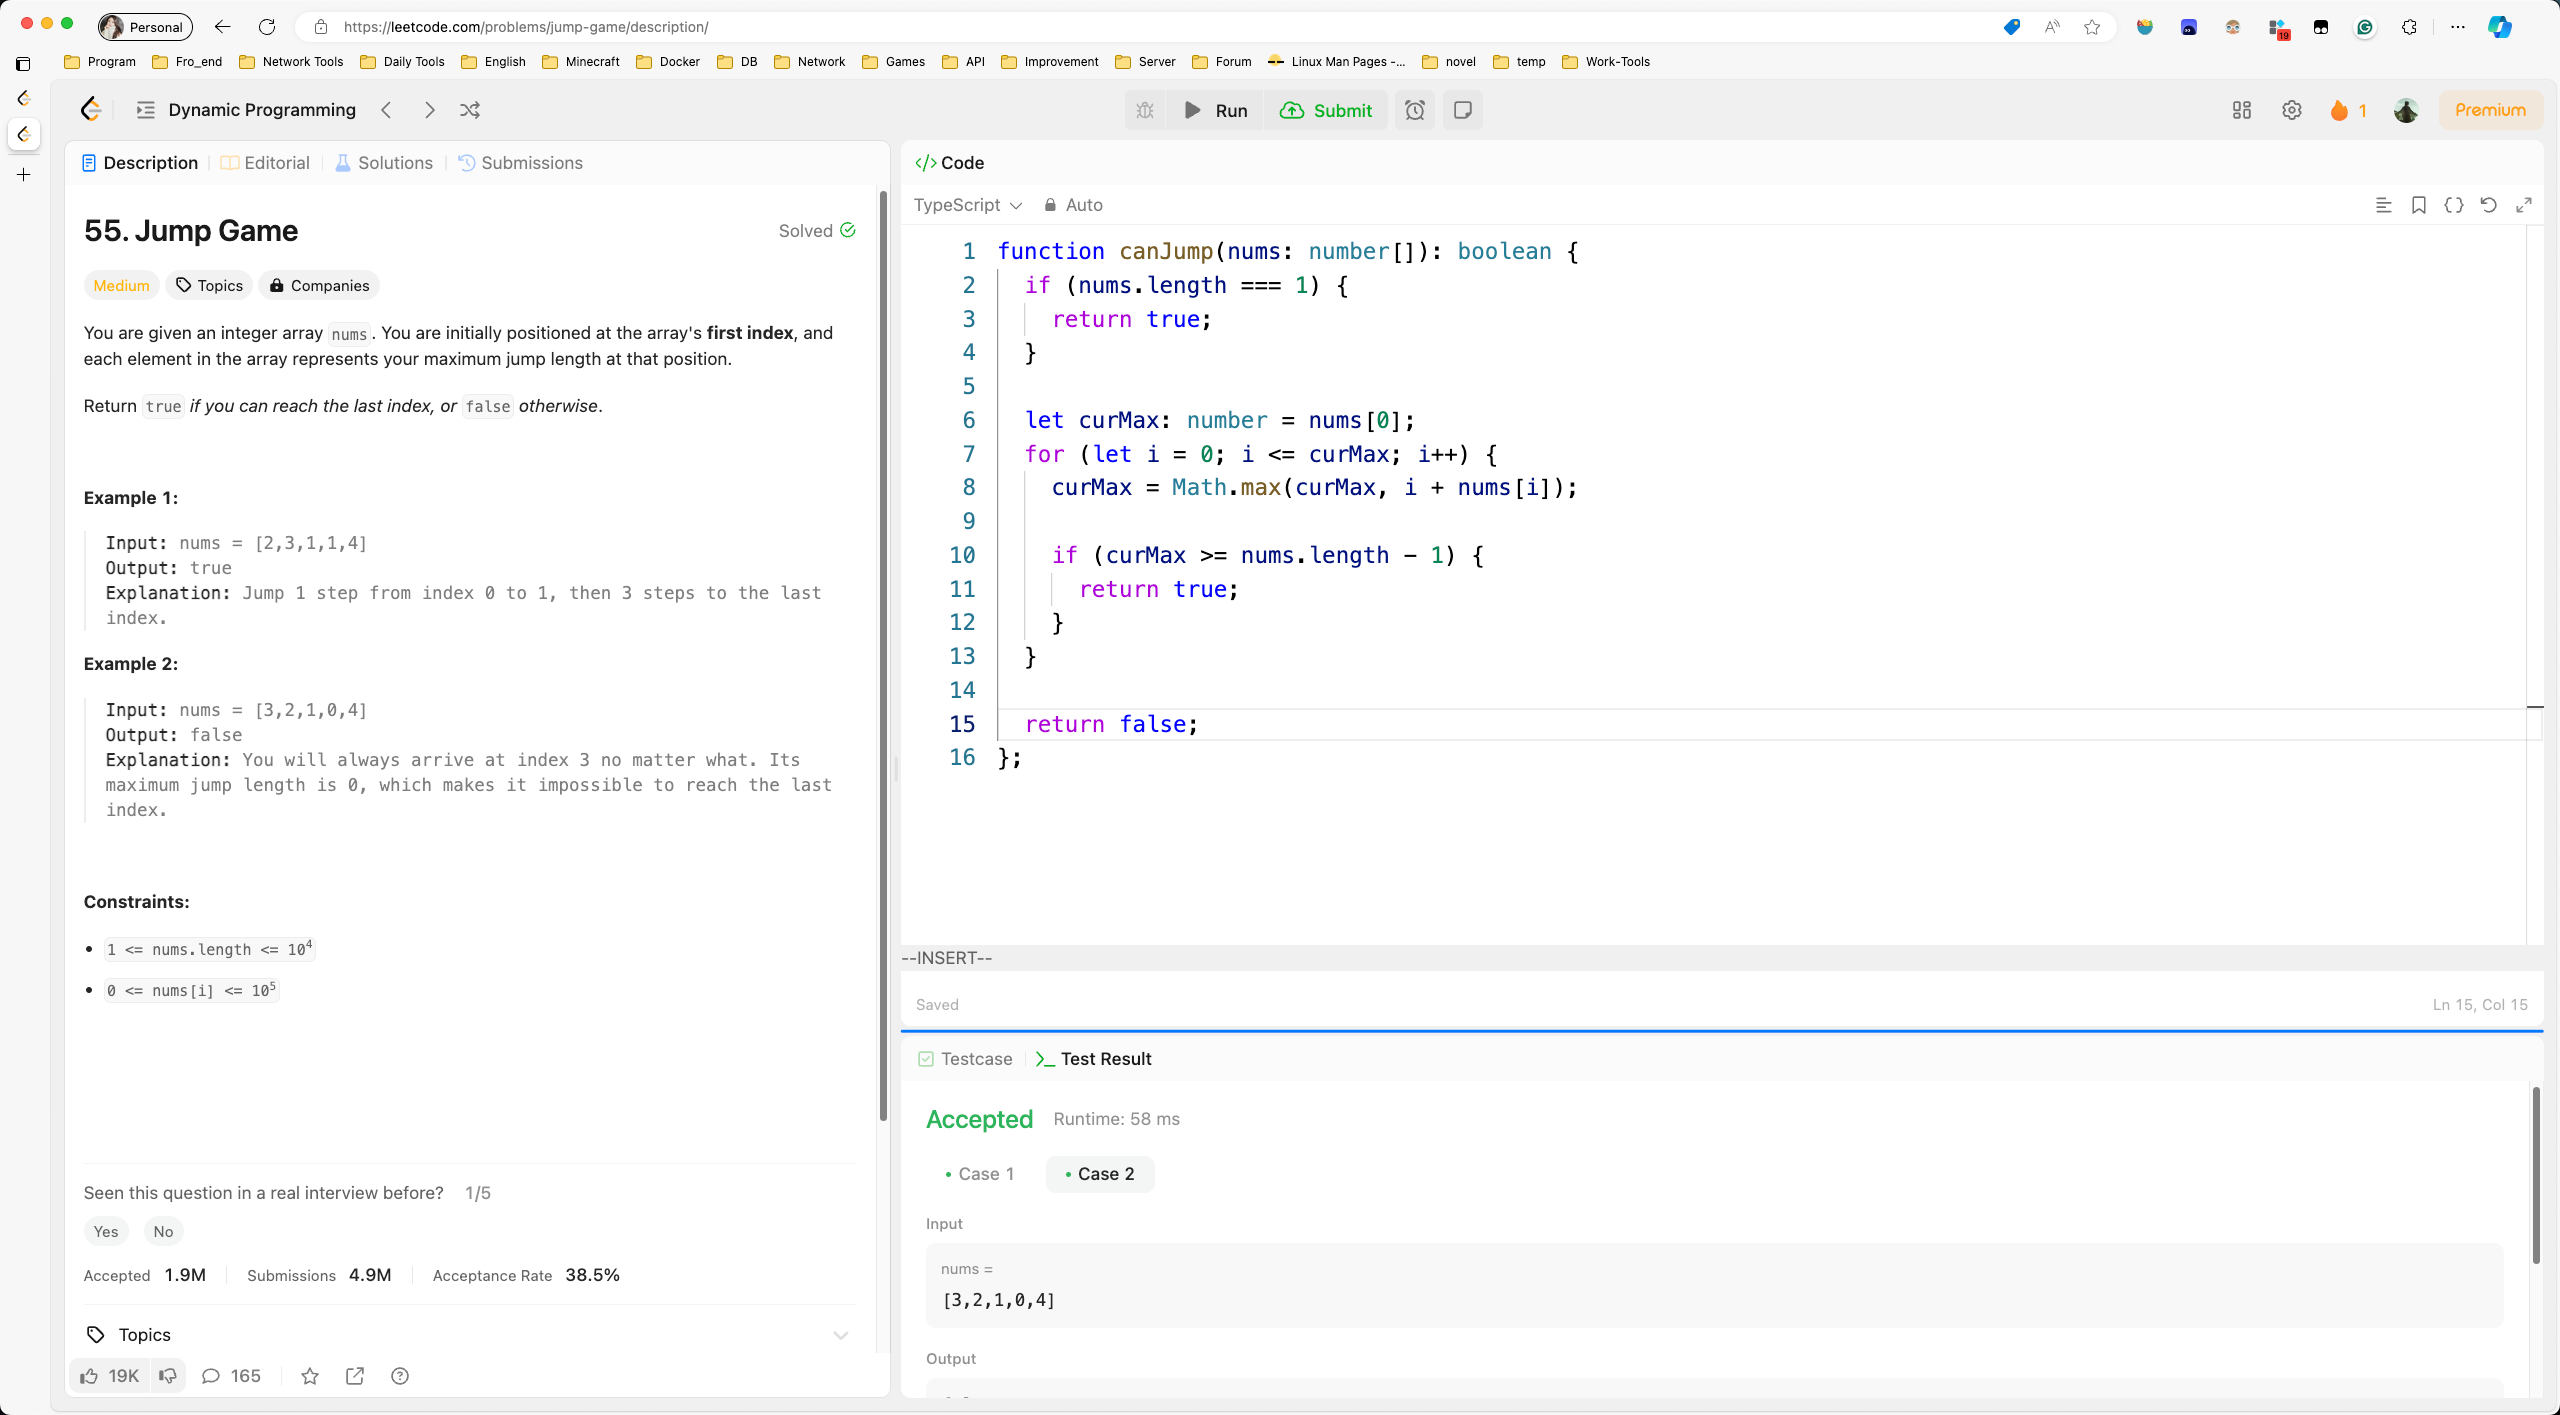 Personal
https://leetcode.com/problems/jump-game/description/
19
Program Fro_end Network Tools Daily Tools English Minecraft Docker DB Network Games API Improvement Server Forum Linux Man Pages -... novel temp Work-Tools
Dynamic Programming
Run Submit
1 Premium
Description Editorial Solutions Submissions
55. Jump Game
Solved
Medium Topics Companies
You are given an integer array nums. You are initially positioned at the array's first index, and
each element in the array represents your maximum jump length at that position.
Return true if you can reach the last index, or false otherwise.
Example 1:
Input: nums = [2,3,1,1,4]
Output: true
Explanation: Jump 1 step from index 0 to 1, then 3 steps to the last
index.
Example 2:
Input: nums = [3,2,1,0,4]
Output: false
Explanation: You will always arrive at index 3 no matter what. Its
maximum jump length is 0, which makes it impossible to reach the last
index.
Constraints:
• 1 <= nums.length <= 10⁴
• 0 <= nums[i] <= 10⁵
Seen this question in a real interview before? 1/5
Yes No
Accepted 1.9M Submissions 4.9M Acceptance Rate 38.5%
Topics
19K 165
</> Code
TypeScript Auto
1 function canJump(nums: number[]): boolean {
2 if (nums.length === 1) {
3 return true;
4 }
5
6 let curMax: number = nums[0];
7 for (let i = 0; i <= curMax; i++) {
8 curMax = Math.max(curMax, i + nums[i]);
9
10 if (curMax >= nums.length - 1) {
11 return true;
12 }
13 }
14
15 return false;
16 };
--INSERT--
Saved Ln 15, Col 15
Testcase >_ Test Result
Accepted Runtime: 58 ms
• Case 1 • Case 2
Input
nums =
[3,2,1,0,4]
Output